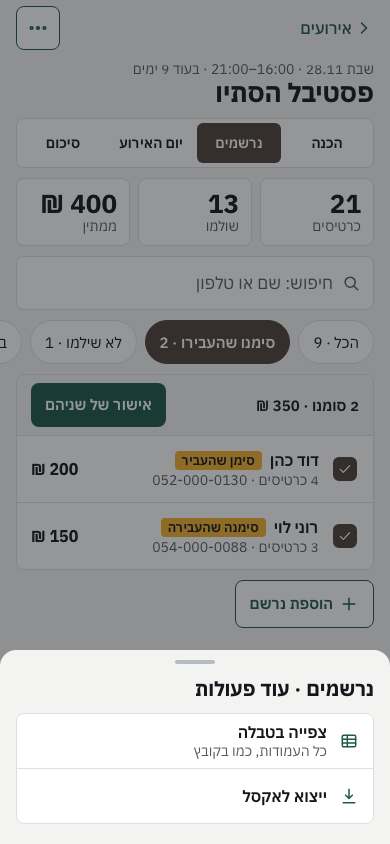 אירועים
שבת 28.11 · 16:00–21:00 · בעוד 9 ימים
פסטיבל הסתיו
הכנה
נרשמים
יום האירוע
סיכום
21
כרטיסים
13
שולמו
400 ₪
ממתין
חיפוש: שם או טלפון
הכל · 9
סימנו שהעבירו · 2
לא שילמו · 1
2 סומנו · 350 ₪
אישור של שניהם
דוד כהן סימן שהעביר
4 כרטיסים · 052-000-0130
200 ₪
רוני לוי סימנה שהעבירה
3 כרטיסים · 054-000-0088
150 ₪
הוספת נרשם
נרשמים · עוד פעולות
צפייה בטבלה
כל העמודות, כמו בקובץ
ייצוא לאקסל